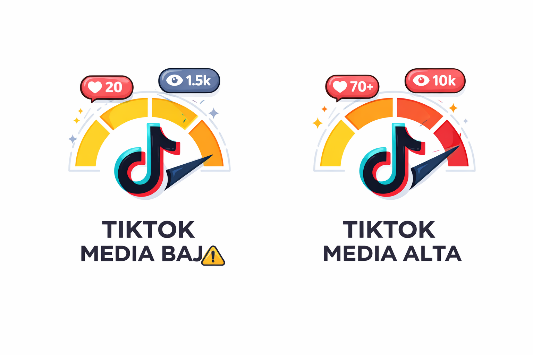 20
1.5k
TIKTOK
MEDIA BAJ
70+
10k
TIKTOK
MEDIA ALTA